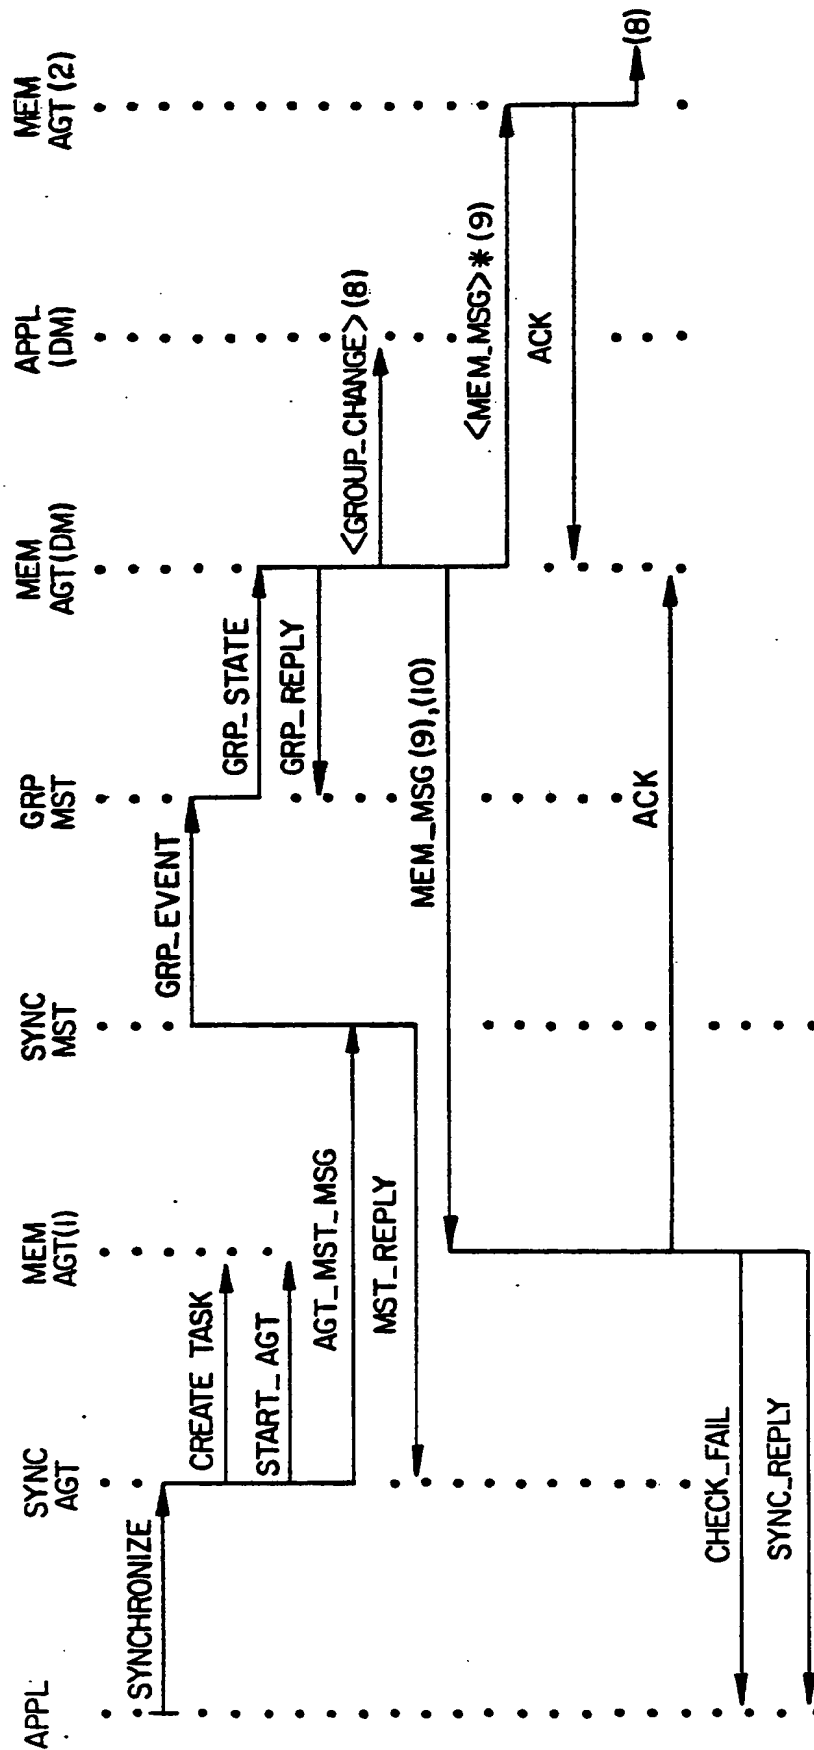 APPL
SYNC
AGT
MEM
AGT(1)
SYNC
MST
GRP
MST
MEM
AGT(DM)
APPL
(DM)
MEM
AGT(2)
SYNCHRONIZE
GRP_EVENT
CREATE TASK
GRP_STATE
START_AGT
GRP_REPLY
AGT_MST_MSG
<GROUP_CHANGE>(8)
MST_REPLY
MEM_MSG(9),(10)
<MEM_MSG>*(9)
ACK
(8)
ACK
CHECK_FAIL
SYNC_REPLY